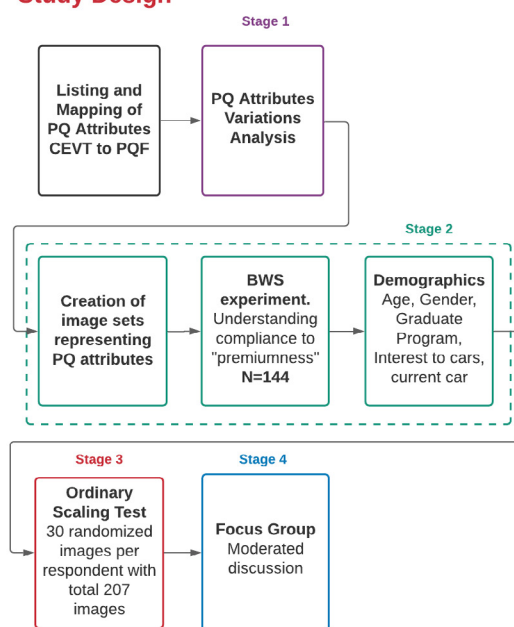 Study Design
Stage 1
Listing and
Mapping of
PQ Attributes
CEVT to PQF
PQ Attributes
Variations
Analysis
Stage 2
Creation of
image sets
representing
PQ attributes
BWS
experiment.
Understanding
compliance to
"premiumness"
N=144
Demographics
Age, Gender,
Graduate
Program,
Interest to cars,
current car
Stage 3
Ordinary
Scaling Test
30 randomized
images per
respondent with
total 207
images
Stage 4
Focus Group
Moderated
discussion